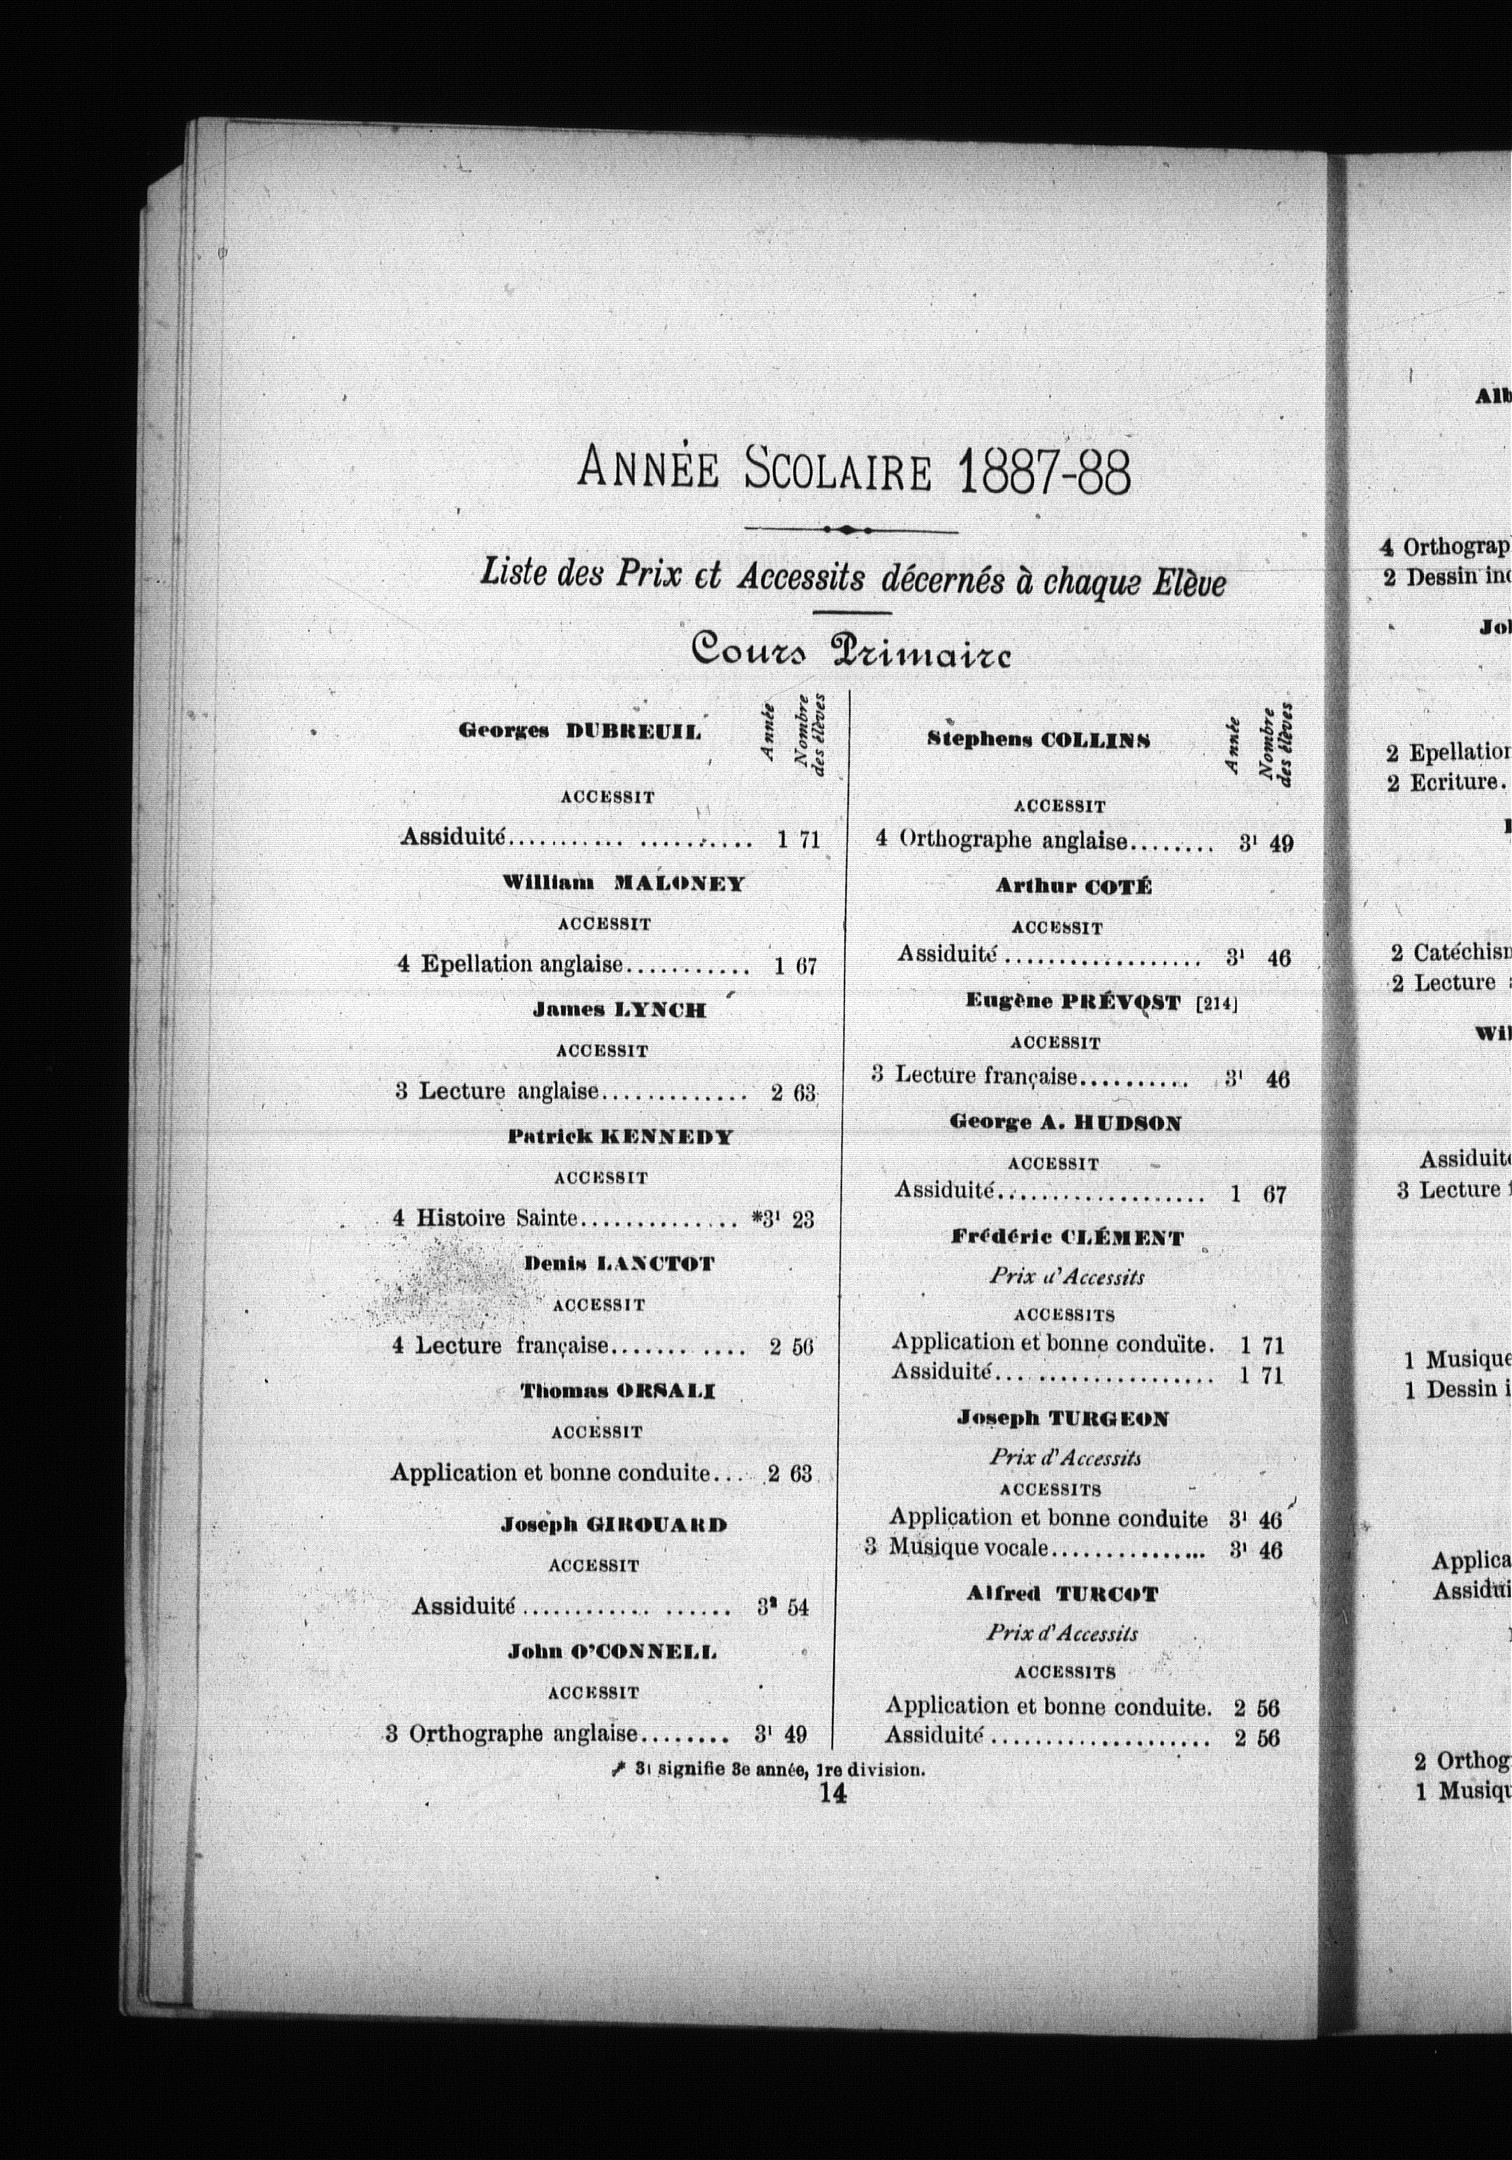 ANNÉE SCOLAIRE 1887-88
Liste des Prix et Accessits décernés à chaque Elève
Cours Primaire
Georges DUBREUIL
Année
Nombre des élèves
ACCESSIT
Assiduité..................... 1 71
William MALONEY
ACCESSIT
4 Epellation anglaise........... 1 67
James LYNCH
ACCESSIT
3 Lecture anglaise............. 2 63
Patrick KENNEDY
ACCESSIT
4 Histoire Sainte.............. *3¹ 23
Denis LANCTOT
ACCESSIT
4 Lecture française....... .... 2 56
Thomas ORSALI
ACCESSIT
Application et bonne conduite... 2 63
Joseph GIROUARD
ACCESSIT
Assiduité ............ ...... 3² 54
John O'CONNELL
ACCESSIT
3 Orthographe anglaise........ 3¹ 49
Stephens COLLINS
Année
Nombre des élèves
ACCESSIT
4 Orthographe anglaise........ 3¹ 49
Arthur COTÉ
ACCESSIT
Assiduité .................. 3¹ 46
Eugène PRÉVOST [214]
ACCESSIT
3 Lecture française.......... 3¹ 46
George A. HUDSON
ACCESSIT
Assiduité................... 1 67
Frédéric CLÉMENT
Prix d'Accessits
ACCESSITS
Application et bonne conduite. 1 71
Assiduité... ................ 1 71
Joseph TURGEON
Prix d'Accessits
ACCESSITS
Application et bonne conduite 3¹ 46
3 Musique vocale............... 3¹ 46
Alfred TURCOT
Prix d'Accessits
ACCESSITS
Application et bonne conduite. 2 56
Assiduité .................... 2 56
* 3¹ signifie 3e année, 1re division.
14
Alb
4 Orthograp
2 Dessin ind
Joh
2 Epellation
2 Ecriture.
2 Catéchism
2 Lecture
Wil
Assiduité
3 Lecture
1 Musique
1 Dessin i
Applica
Assidui
2 Orthog
1 Musiqu